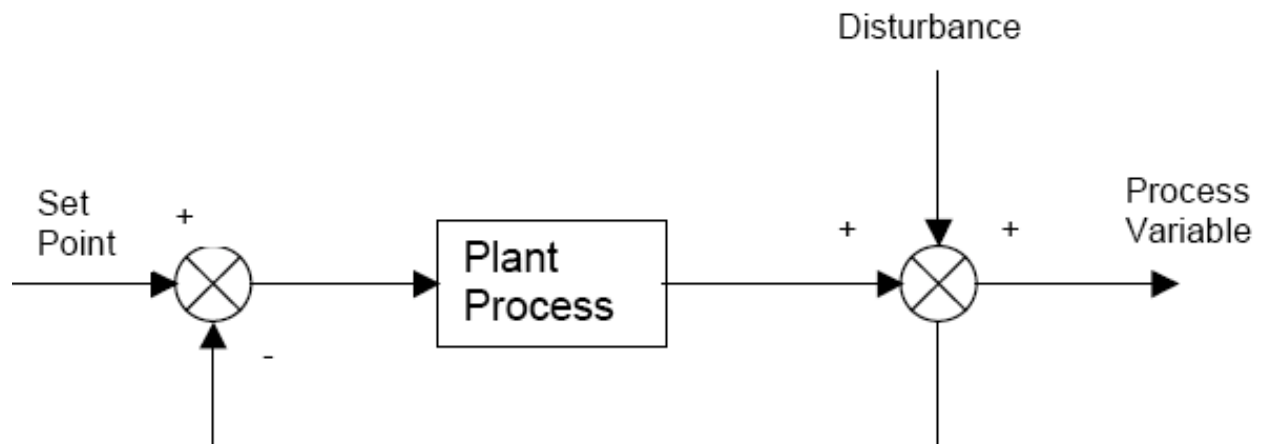 Disturbance
Set
Point
+
Plant
Process
+
+
Process
Variable
-